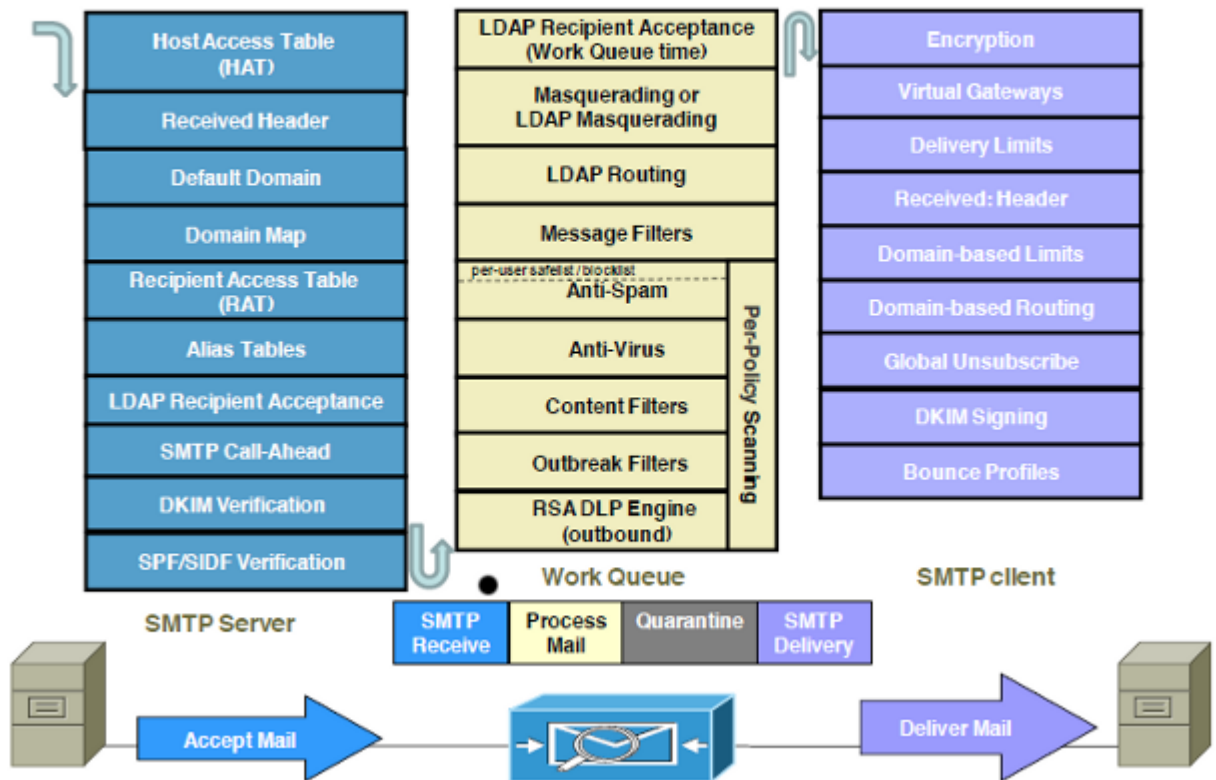 Host Access Table
(HAT)
Received Header
Default Domain
Domain Map
Recipient Access Table
(RAT)
Alias Tables
LDAP Recipient Acceptance
SMTP Call-Ahead
DKIM Verification
SPF/SIDF Verification
SMTP Server
LDAP Recipient Acceptance
(Work Queue time)
Masquerading or
LDAP Masquerading
LDAP Routing
Message Filters
per-user safelist / blocklist
Anti-Spam
Anti-Virus
Content Filters
Outbreak Filters
RSA DLP Engine
(outbound)
Per-Policy Scanning
Work Queue
Encryption
Virtual Gateways
Delivery Limits
Received: Header
Domain-based Limits
Domain-based Routing
Global Unsubscribe
DKIM Signing
Bounce Profiles
SMTP client
SMTP
Receive
Process
Mail
Quarantine
SMTP
Delivery
Accept Mail
Deliver Mail